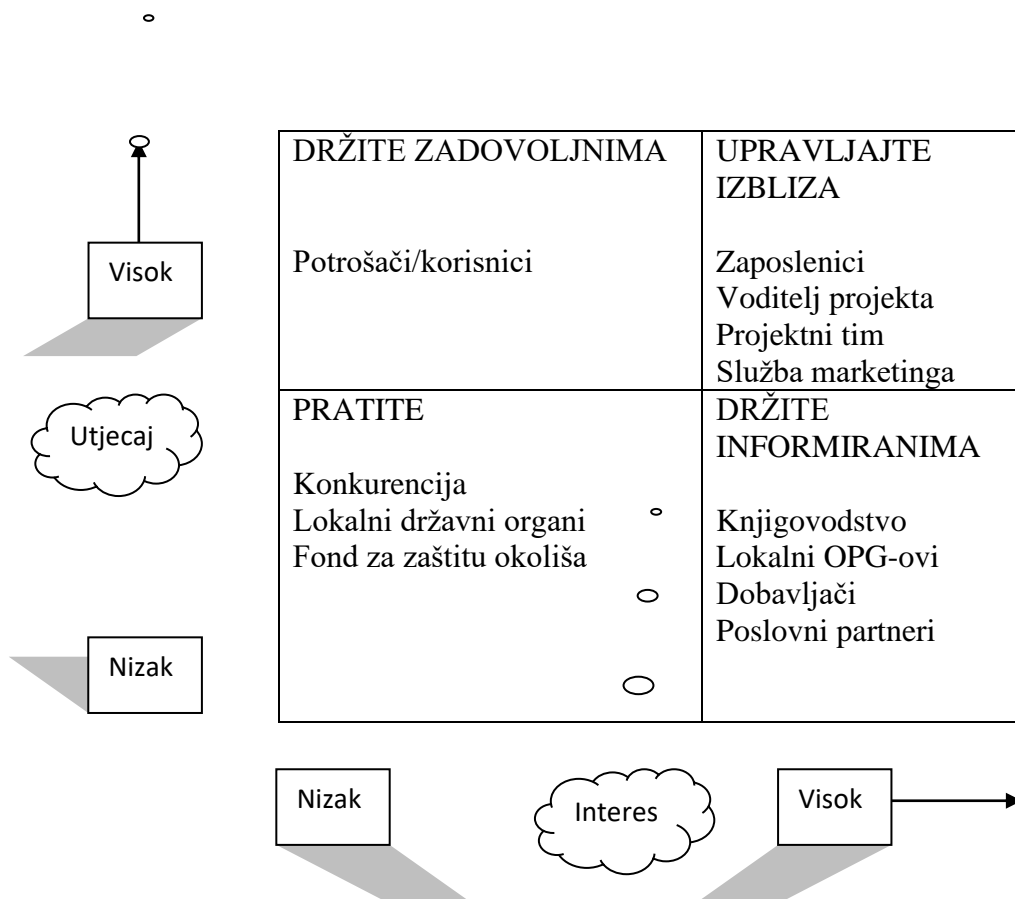 DRŽITE ZADOVOLJNIMA
Potrošači/korisnici
UPRAVLJAJTE
IZBLIZA
Zaposlenici
Voditelj projekta
Projektni tim
Služba marketinga
Visok
Utjecaj
PRATITE
Konkurencija
Lokalni državni organi
Fond za zaštitu okoliša
DRŽITE
INFORMIRANIMA
Knjigovodstvo
Lokalni OPG-ovi
Dobavljači
Poslovni partneri
Nizak
Nizak
Interes
Visok